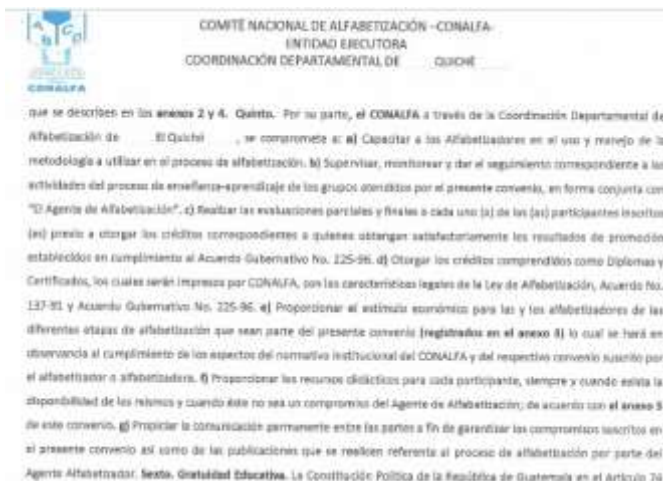 COMITÉ NACIONAL DE ALFABETIZACIÓN –CONALFA-
ENTIDAD EJECUTORA
COORDINACIÓN DEPARTAMENTAL DE QUICHÉ
CONALFA
que se describen en los anexos 2 y 4. Quinto. Por su parte, el CONALFA a través de la Coordinación Departamental de
Alfabetización de El Quiché , se compromete a: a) Capacitar a los Alfabetizadores en el uso y manejo de la
metodología a utilizar en el proceso de alfabetización. b) Supervisar, monitorear y dar el seguimiento correspondiente a las
actividades del proceso de enseñanza-aprendizaje de los grupos atendidos por el presente convenio, en forma conjunta con
"El Agente de Alfabetización". c) Realizar las evaluaciones parciales y finales a cada uno (a) de los (as) participantes inscritos
(as) previo a otorgar los créditos correspondientes a quienes obtengan satisfactoriamente los resultados de promoción
establecidos en cumplimiento al Acuerdo Gubernativo No. 225-96. d) Otorgar los créditos comprendidos como Diplomas y
Certificados, los cuales serán impresos por CONALFA, con las características legales de la Ley de Alfabetización, Acuerdo No.
137-91 y Acuerdo Gubernativo No. 225-96. e) Proporcionar el estímulo económico para las y los alfabetizadores de las
diferentes etapas de alfabetización que sean parte del presente convenio (registrados en el anexo 3) lo cual se hará en
observancia al cumplimiento de los aspectos del normativo institucional del CONALFA y del respectivo convenio suscrito por
el alfabetizador o alfabetizadora. f) Proporcionar los recursos didácticos para cada participante, siempre y cuando exista la
disponibilidad de los mismos y cuando éste no sea un compromiso del Agente de Alfabetización; de acuerdo con el anexo 5
de este convenio. g) Propiciar la comunicación permanente entre las partes a fin de garantizar los compromisos suscritos en
el presente convenio así como de las publicaciones que se realicen referente al proceso de alfabetización por parte del
Agente Alfabetizador. Sexto. Gratuidad Educativa. La Constitución Política de la República de Guatemala en el Artículo 74